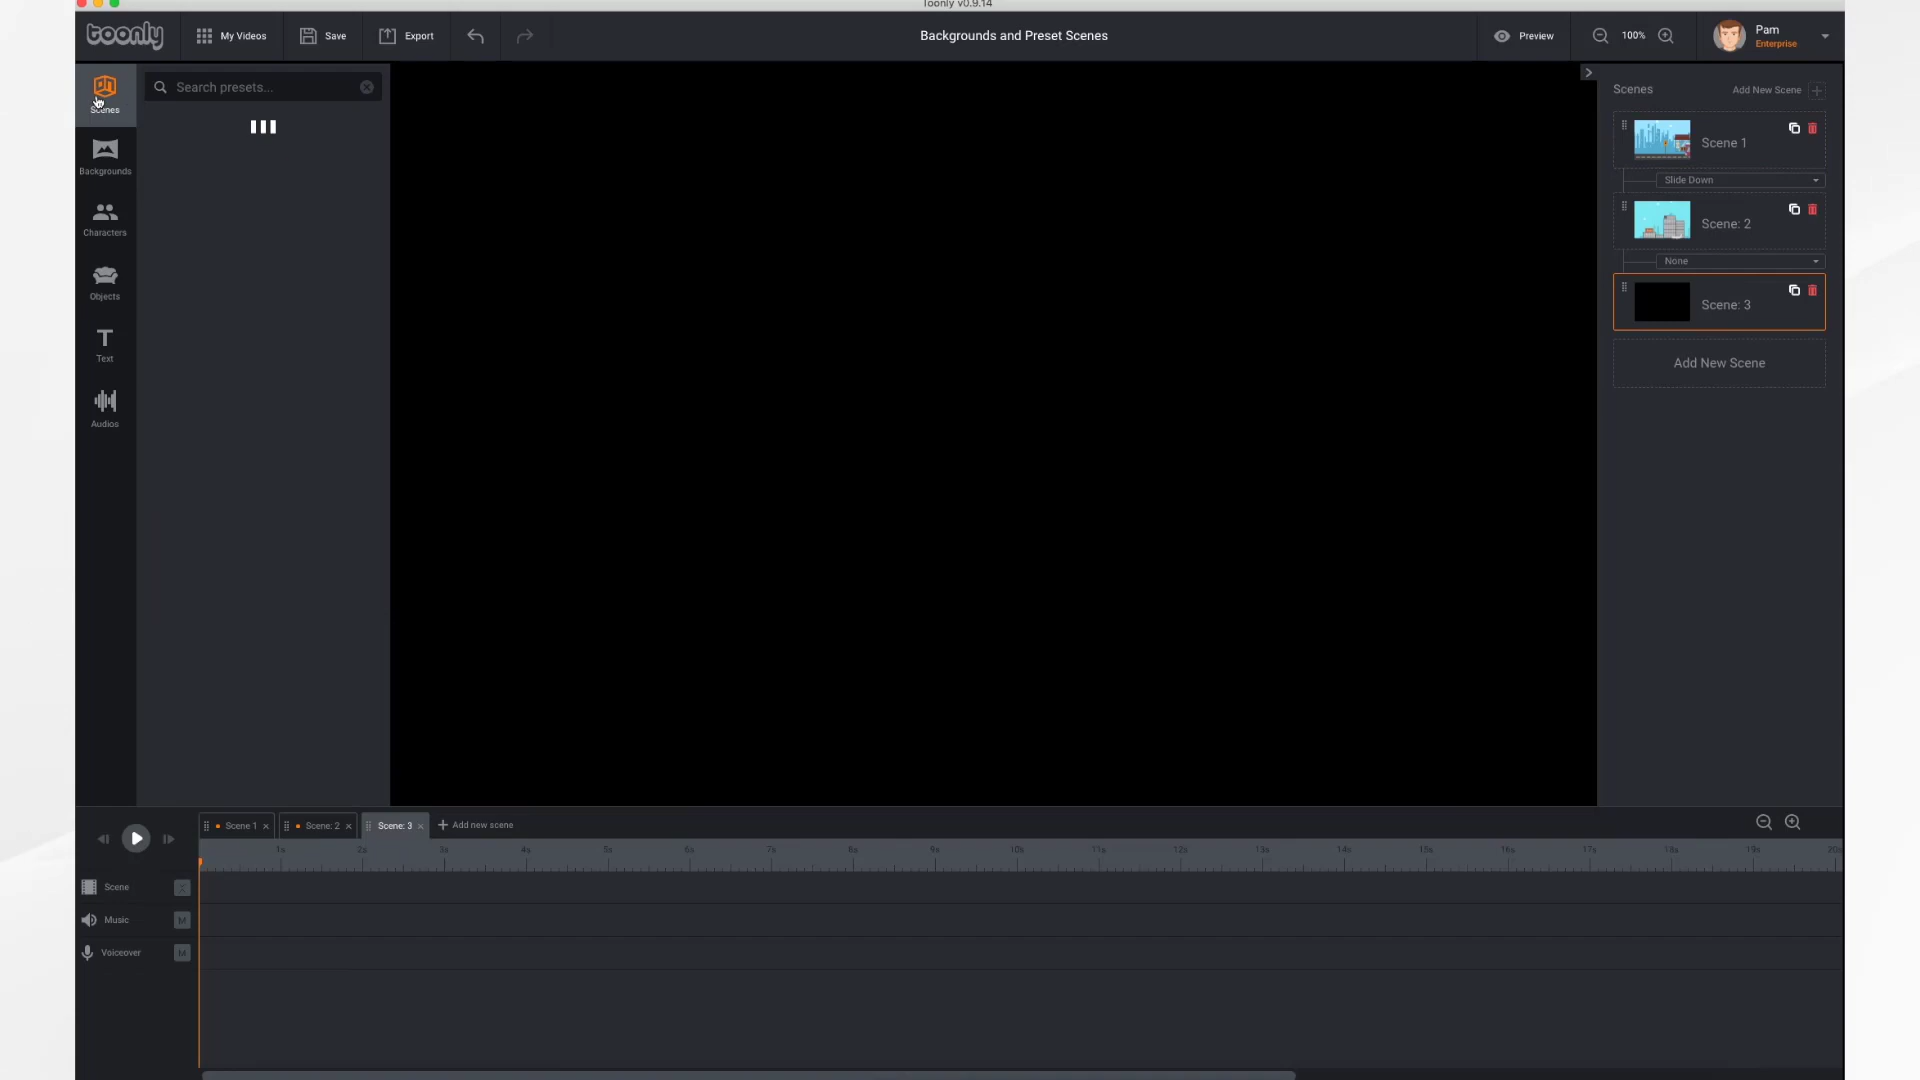 Toonly v0.9.14
toonly
My Videos
Save
Export
Backgrounds and Preset Scenes
Preview
100%
Pam
Enterprise
Scenes
Search presets...
Backgrounds
Characters
Objects
Text
Audios
Scenes
Add New Scene
Scene 1
Slide Down
Scene: 2
None
Scene: 3
Add New Scene
Scene 1
Scene: 2
Scene: 3
Add new scene
1s 2s 3s 4s 5s 6s 7s 8s 9s 10s 11s 12s 13s 14s 15s 16s 17s 18s 19s 20s
Scene
Music M
Voiceover M